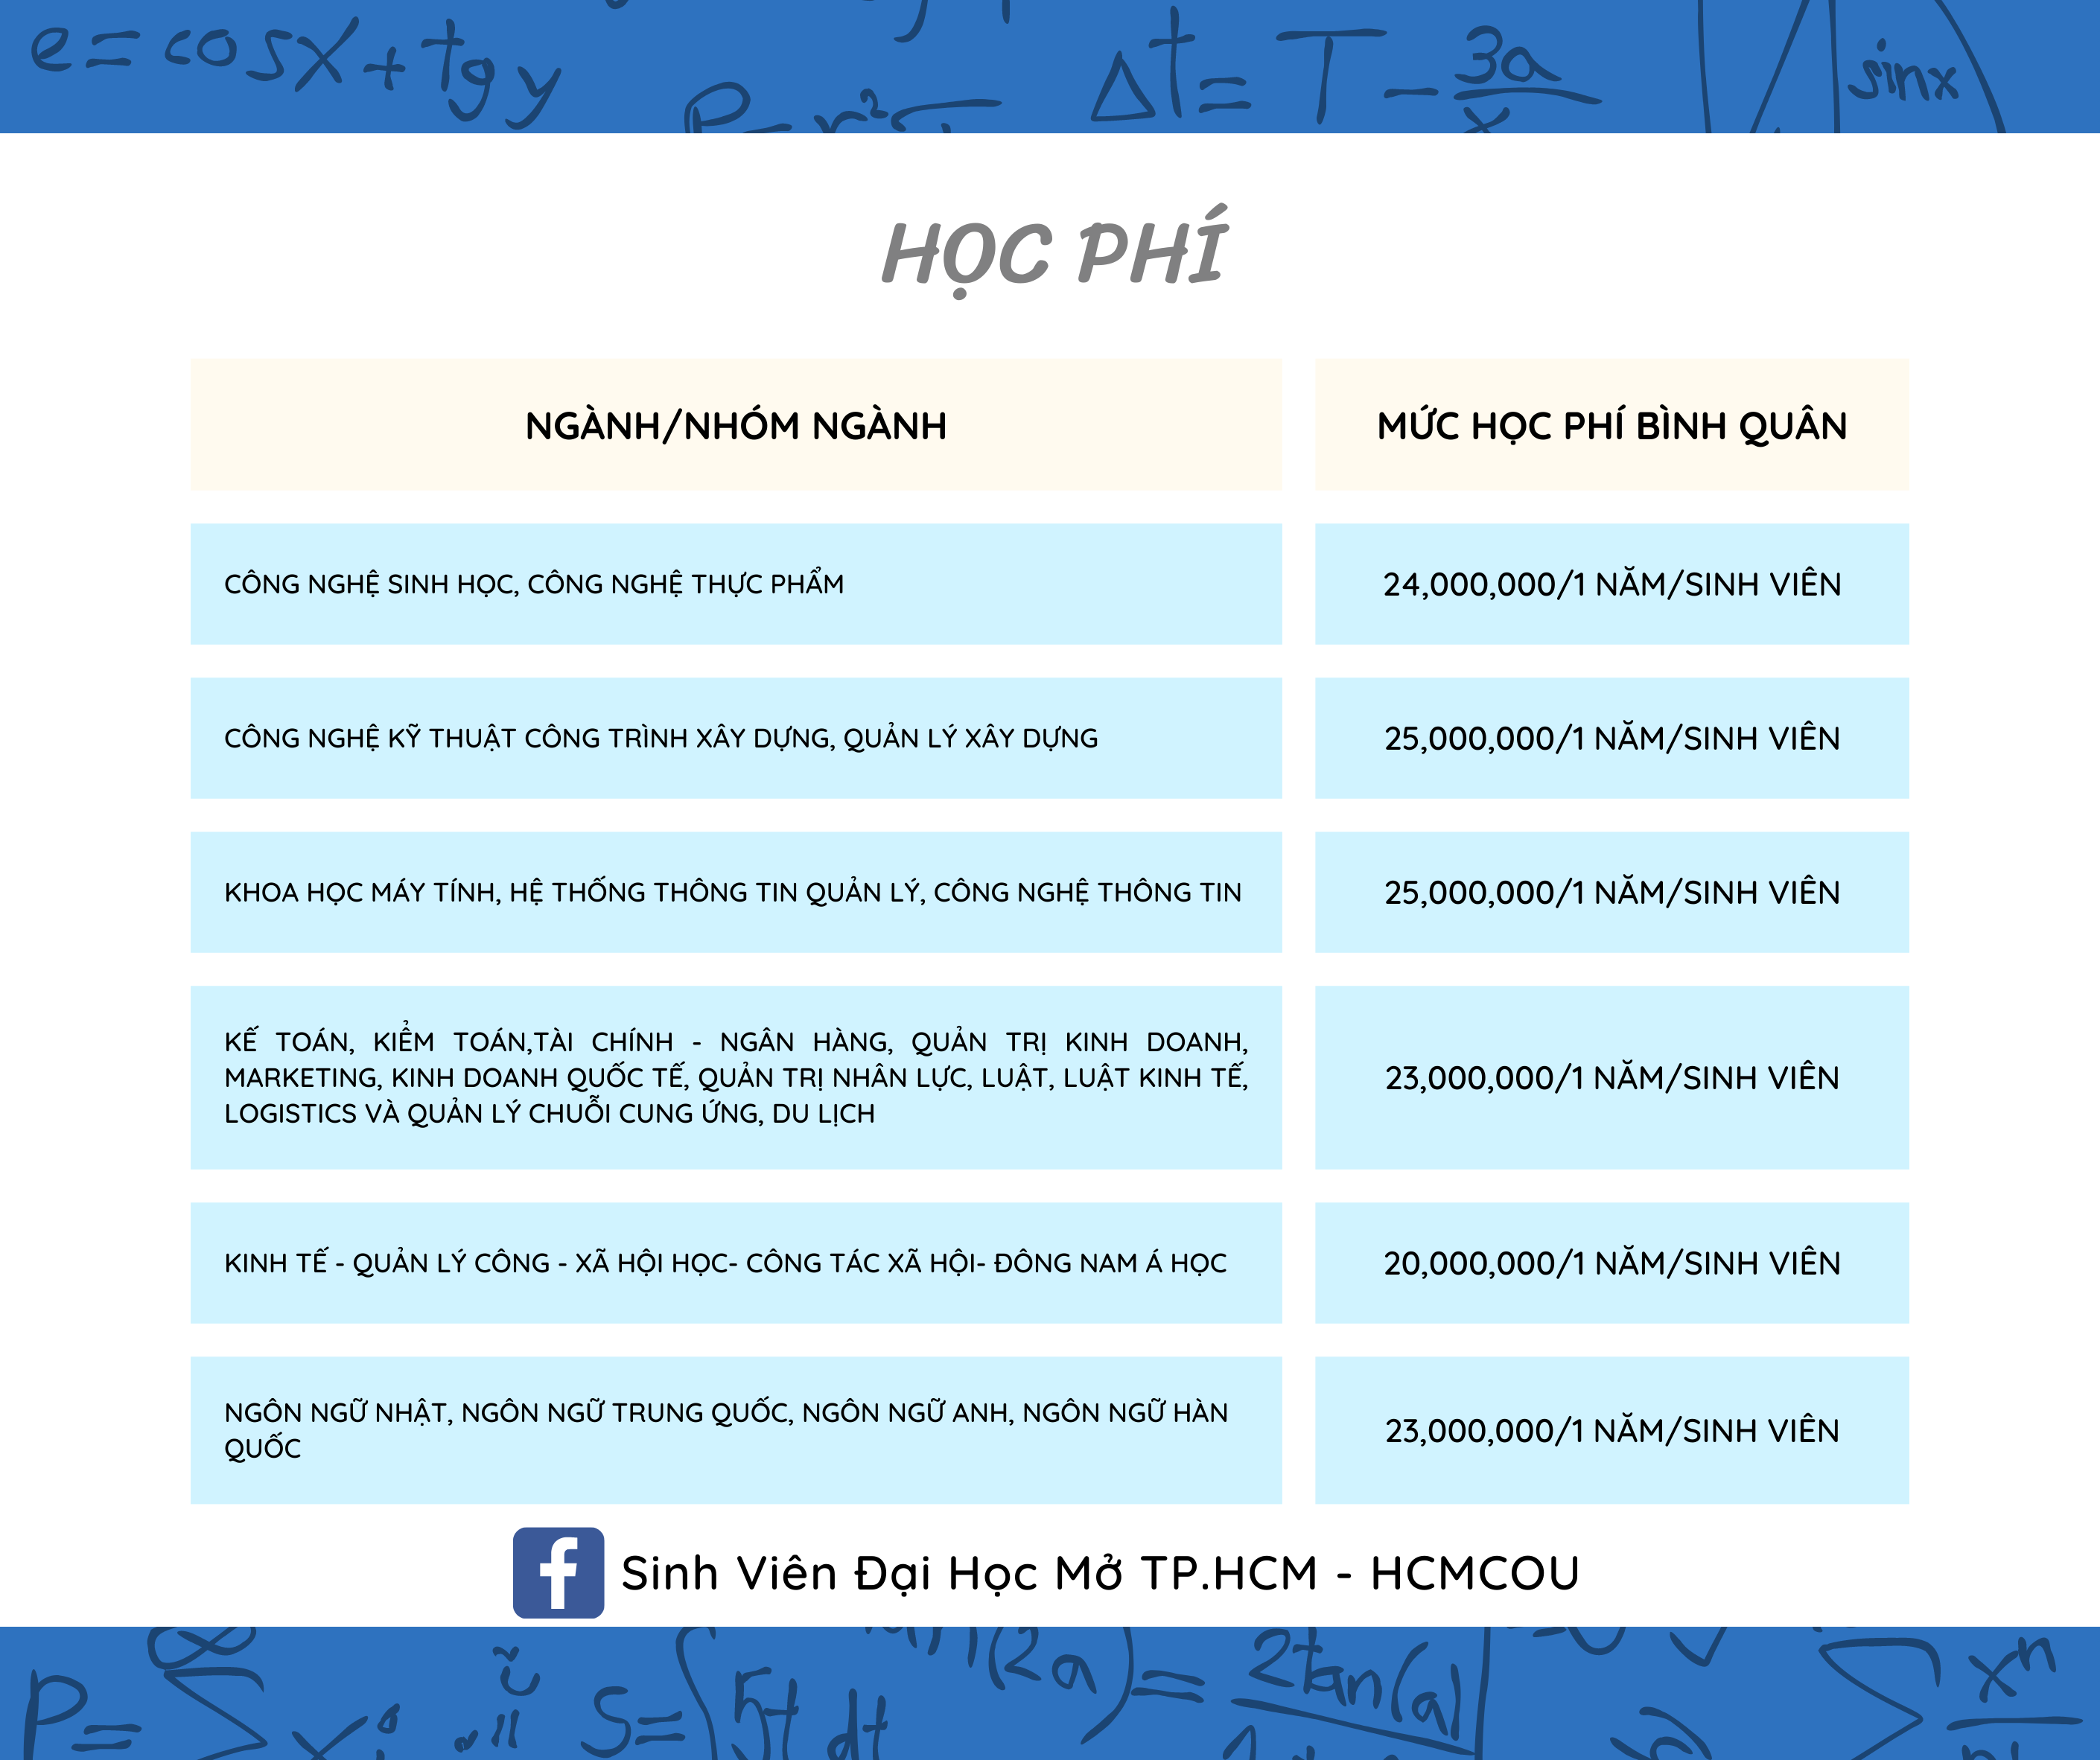 e = cosx + tgy
Δt = T - 3a
x
sinx
HỌC PHÍ
NGÀNH/NHÓM NGÀNH
MỨC HỌC PHÍ BÌNH QUÂN
CÔNG NGHỆ SINH HỌC, CÔNG NGHỆ THỰC PHẨM
24,000,000/1 NĂM/SINH VIÊN
CÔNG NGHỆ KỸ THUẬT CÔNG TRÌNH XÂY DỰNG, QUẢN LÝ XÂY DỰNG
25,000,000/1 NĂM/SINH VIÊN
KHOA HỌC MÁY TÍNH, HỆ THỐNG THÔNG TIN QUẢN LÝ, CÔNG NGHỆ THÔNG TIN
25,000,000/1 NĂM/SINH VIÊN
KẾ TOÁN, KIỂM TOÁN,TÀI CHÍNH - NGÂN HÀNG, QUẢN TRỊ KINH DOANH,
MARKETING, KINH DOANH QUỐC TẾ, QUẢN TRỊ NHÂN LỰC, LUẬT, LUẬT KINH TẾ,
LOGISTICS VÀ QUẢN LÝ CHUỖI CUNG ỨNG, DU LỊCH
23,000,000/1 NĂM/SINH VIÊN
KINH TẾ - QUẢN LÝ CÔNG - XÃ HỘI HỌC- CÔNG TÁC XÃ HỘI- ĐÔNG NAM Á HỌC
20,000,000/1 NĂM/SINH VIÊN
NGÔN NGỮ NHẬT, NGÔN NGỮ TRUNG QUỐC, NGÔN NGỮ ANH, NGÔN NGỮ HÀN
QUỐC
23,000,000/1 NĂM/SINH VIÊN
Sinh Viên Đại Học Mở TP.HCM - HCMCOU